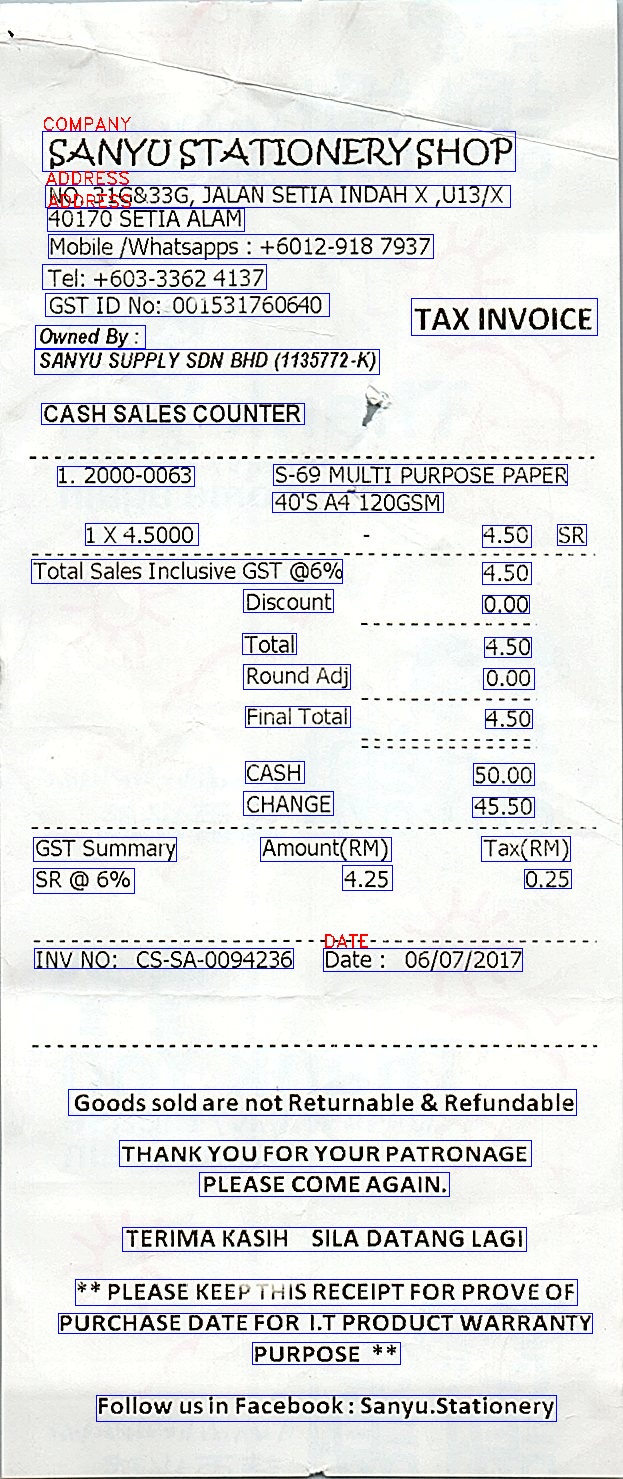 COMPANY
SANYU STATIONERY SHOP
ADDRESS
NO. 31G&33G, JALAN SETIA INDAH X ,U13/X
ADDRESS
40170 SETIA ALAM
Mobile /Whatsapps : +6012-918 7937
Tel: +603-3362 4137
GST ID No: 001531760640
TAX INVOICE
Owned By :
SANYU SUPPLY SDN BHD (1135772-K)
CASH SALES COUNTER
1. 2000-0063 S-69 MULTI PURPOSE PAPER
40'S A4 120GSM
1 X 4.5000 - 4.50 SR
Total Sales Inclusive GST @6% 4.50
Discount 0.00
Total 4.50
Round Adj 0.00
Final Total 4.50
CASH 50.00
CHANGE 45.50
GST Summary Amount(RM) Tax(RM)
SR @ 6% 4.25 0.25
DATE
INV NO: CS-SA-0094236 Date : 06/07/2017
Goods sold are not Returnable & Refundable
THANK YOU FOR YOUR PATRONAGE
PLEASE COME AGAIN.
TERIMA KASIH SILA DATANG LAGI
** PLEASE KEEP THIS RECEIPT FOR PROVE OF
PURCHASE DATE FOR I.T PRODUCT WARRANTY
PURPOSE **
Follow us in Facebook : Sanyu.Stationery